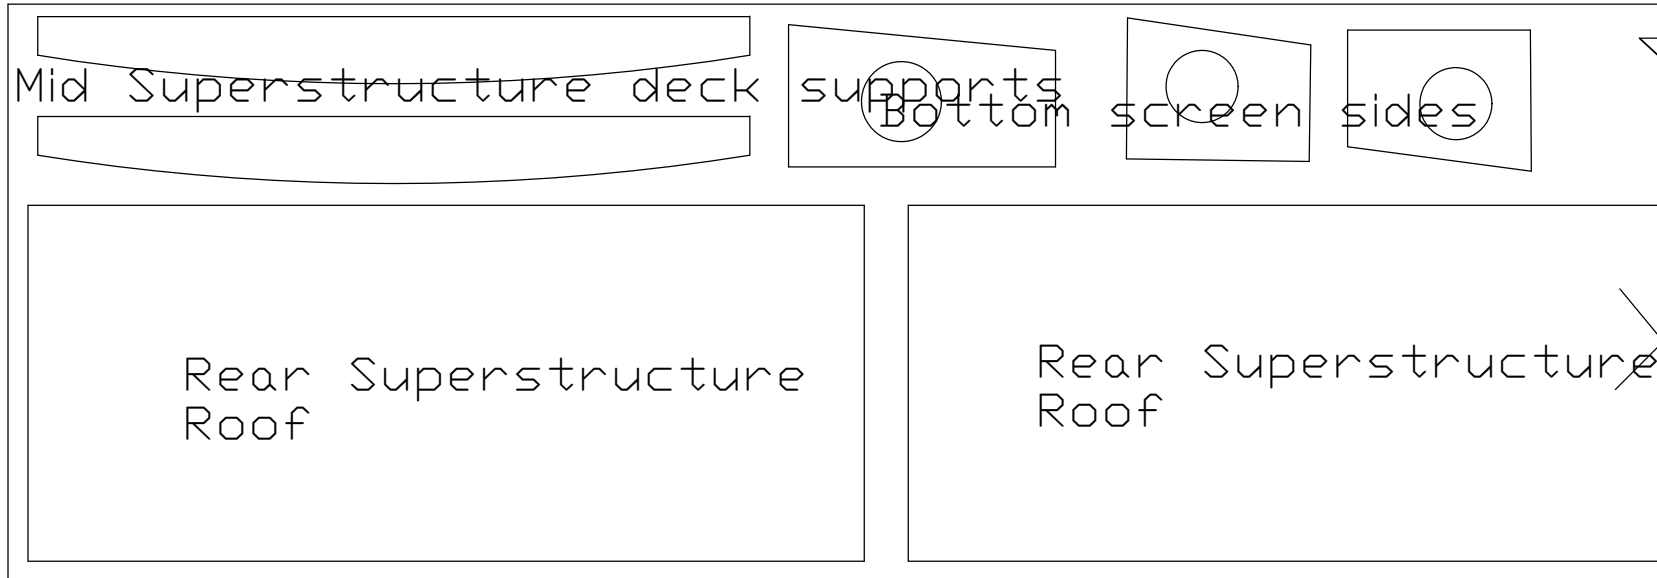 Mid Superstructure deck supports
Bottom screen sides
Rear Superstructure
Roof
Rear Superstructure
Roof